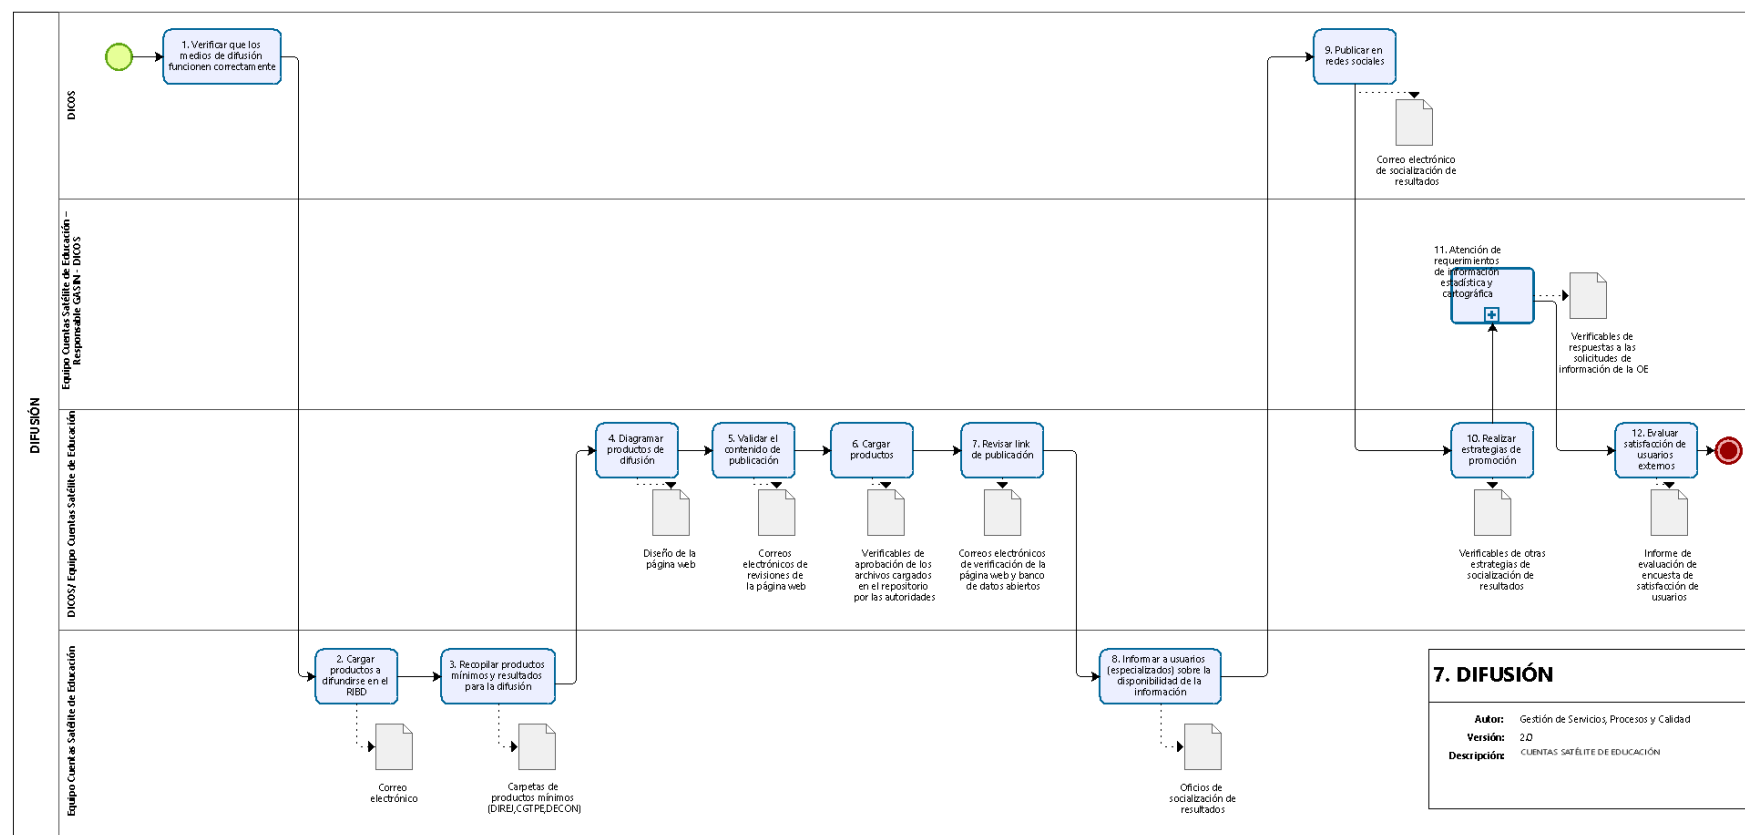 DIFUSIÓN
DICOS
1. Verificar que los
medios de difusión
funcionen correctamente
9. Publicar en
redes sociales
Correo electrónico
de socialización de
resultados
Equipo Cuentas Satélite de Educación –
Responsable GASIN - DICOS
11. Atención de
requerimientos
de información
estadística y
cartográfica
Verificables de
respuestas a las
solicitudes de
información de la OE
DICOS/ Equipo Cuentas Satélite de Educación
4. Diagramar
productos de
difusión
5. Validar el
contenido de
publicación
6. Cargar
productos
7. Revisar link
de publicación
10. Realizar
estrategias de
promoción
12. Evaluar
satisfacción de
usuarios
externos
Diseño de la
página web
Correos
electrónicos de
revisiones de
la página web
Verificables de
aprobación de los
archivos cargados
en el repositorio
por las autoridades
Correos electrónicos
de verificación de la
página web y banco
de datos abiertos
Verificables de otras
estrategias de
socialización de
resultados
Informe de
evaluación de
encuesta de
satisfacción de
usuarios
Equipo Cuentas Satélite de Educación
2. Cargar
productos a
difundirse en el
RIBD
3. Recopilar productos
mínimos y resultados
para la difusión
8. Informar a usuarios
(especializados) sobre la
disponibilidad de la
información
Correo
electrónico
Carpetas de
productos mínimos
(DIREJ,CGTPE,DECON)
Oficios de
socialización de
resultados
7. DIFUSIÓN
Autor: Gestión de Servicios, Procesos y Calidad
Versión: 2.0
Descripción: CUENTAS SATÉLITE DE EDUCACIÓN